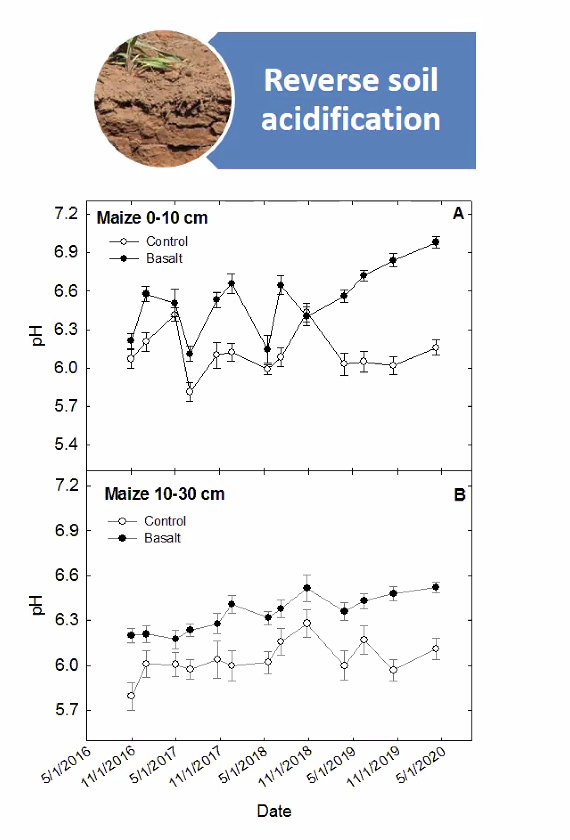 Reverse soil
acidification
Maize 0-10 cm
A
Control
Basalt
7.2
6.9
6.6
6.3
6.0
5.7
5.4
pH
Maize 10-30 cm
B
Control
Basalt
7.2
6.9
6.6
6.3
6.0
5.7
pH
5/1/2016
11/1/2016
5/1/2017
11/1/2017
5/1/2018
11/1/2018
5/1/2019
11/1/2019
5/1/2020
Date